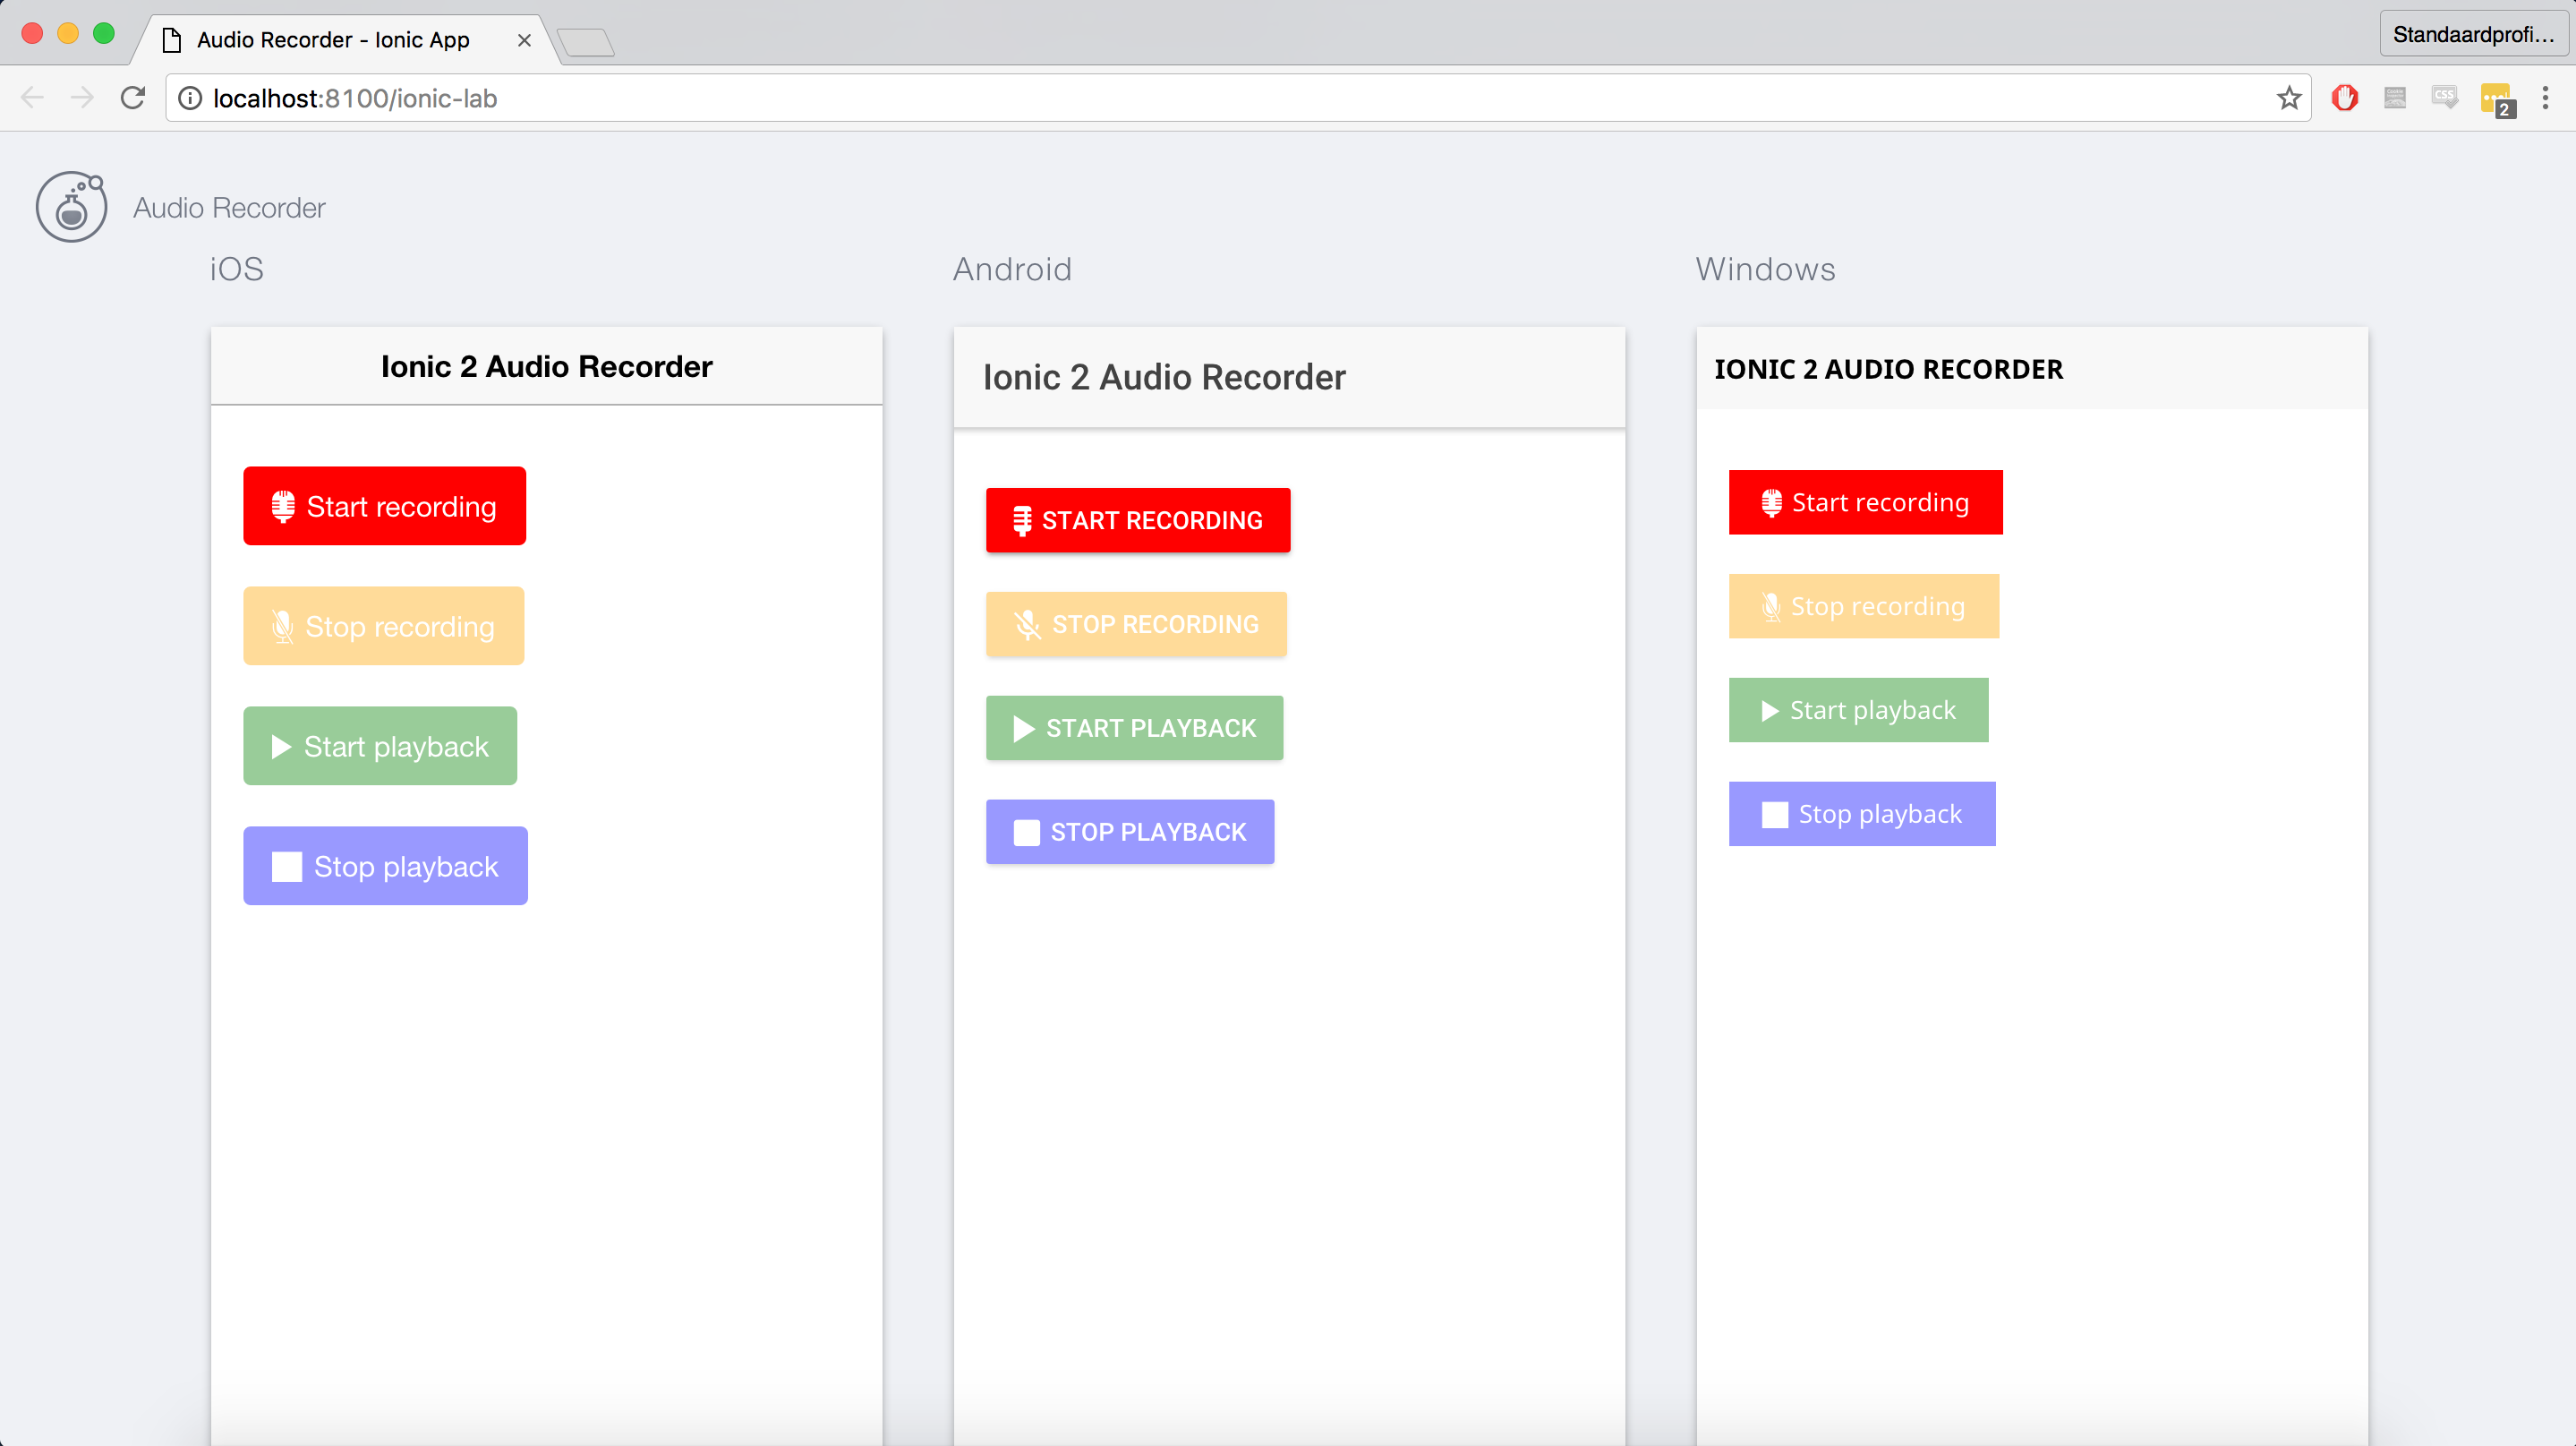 Audio Recorder - Ionic App
Standaardprofi...
localhost:8100/ionic-lab
CSS
2
Audio Recorder
iOS
Android
Windows
Ionic 2 Audio Recorder
Start recording
Stop recording
Start playback
Stop playback
Ionic 2 Audio Recorder
START RECORDING
STOP RECORDING
START PLAYBACK
STOP PLAYBACK
IONIC 2 AUDIO RECORDER
Start recording
Stop recording
Start playback
Stop playback